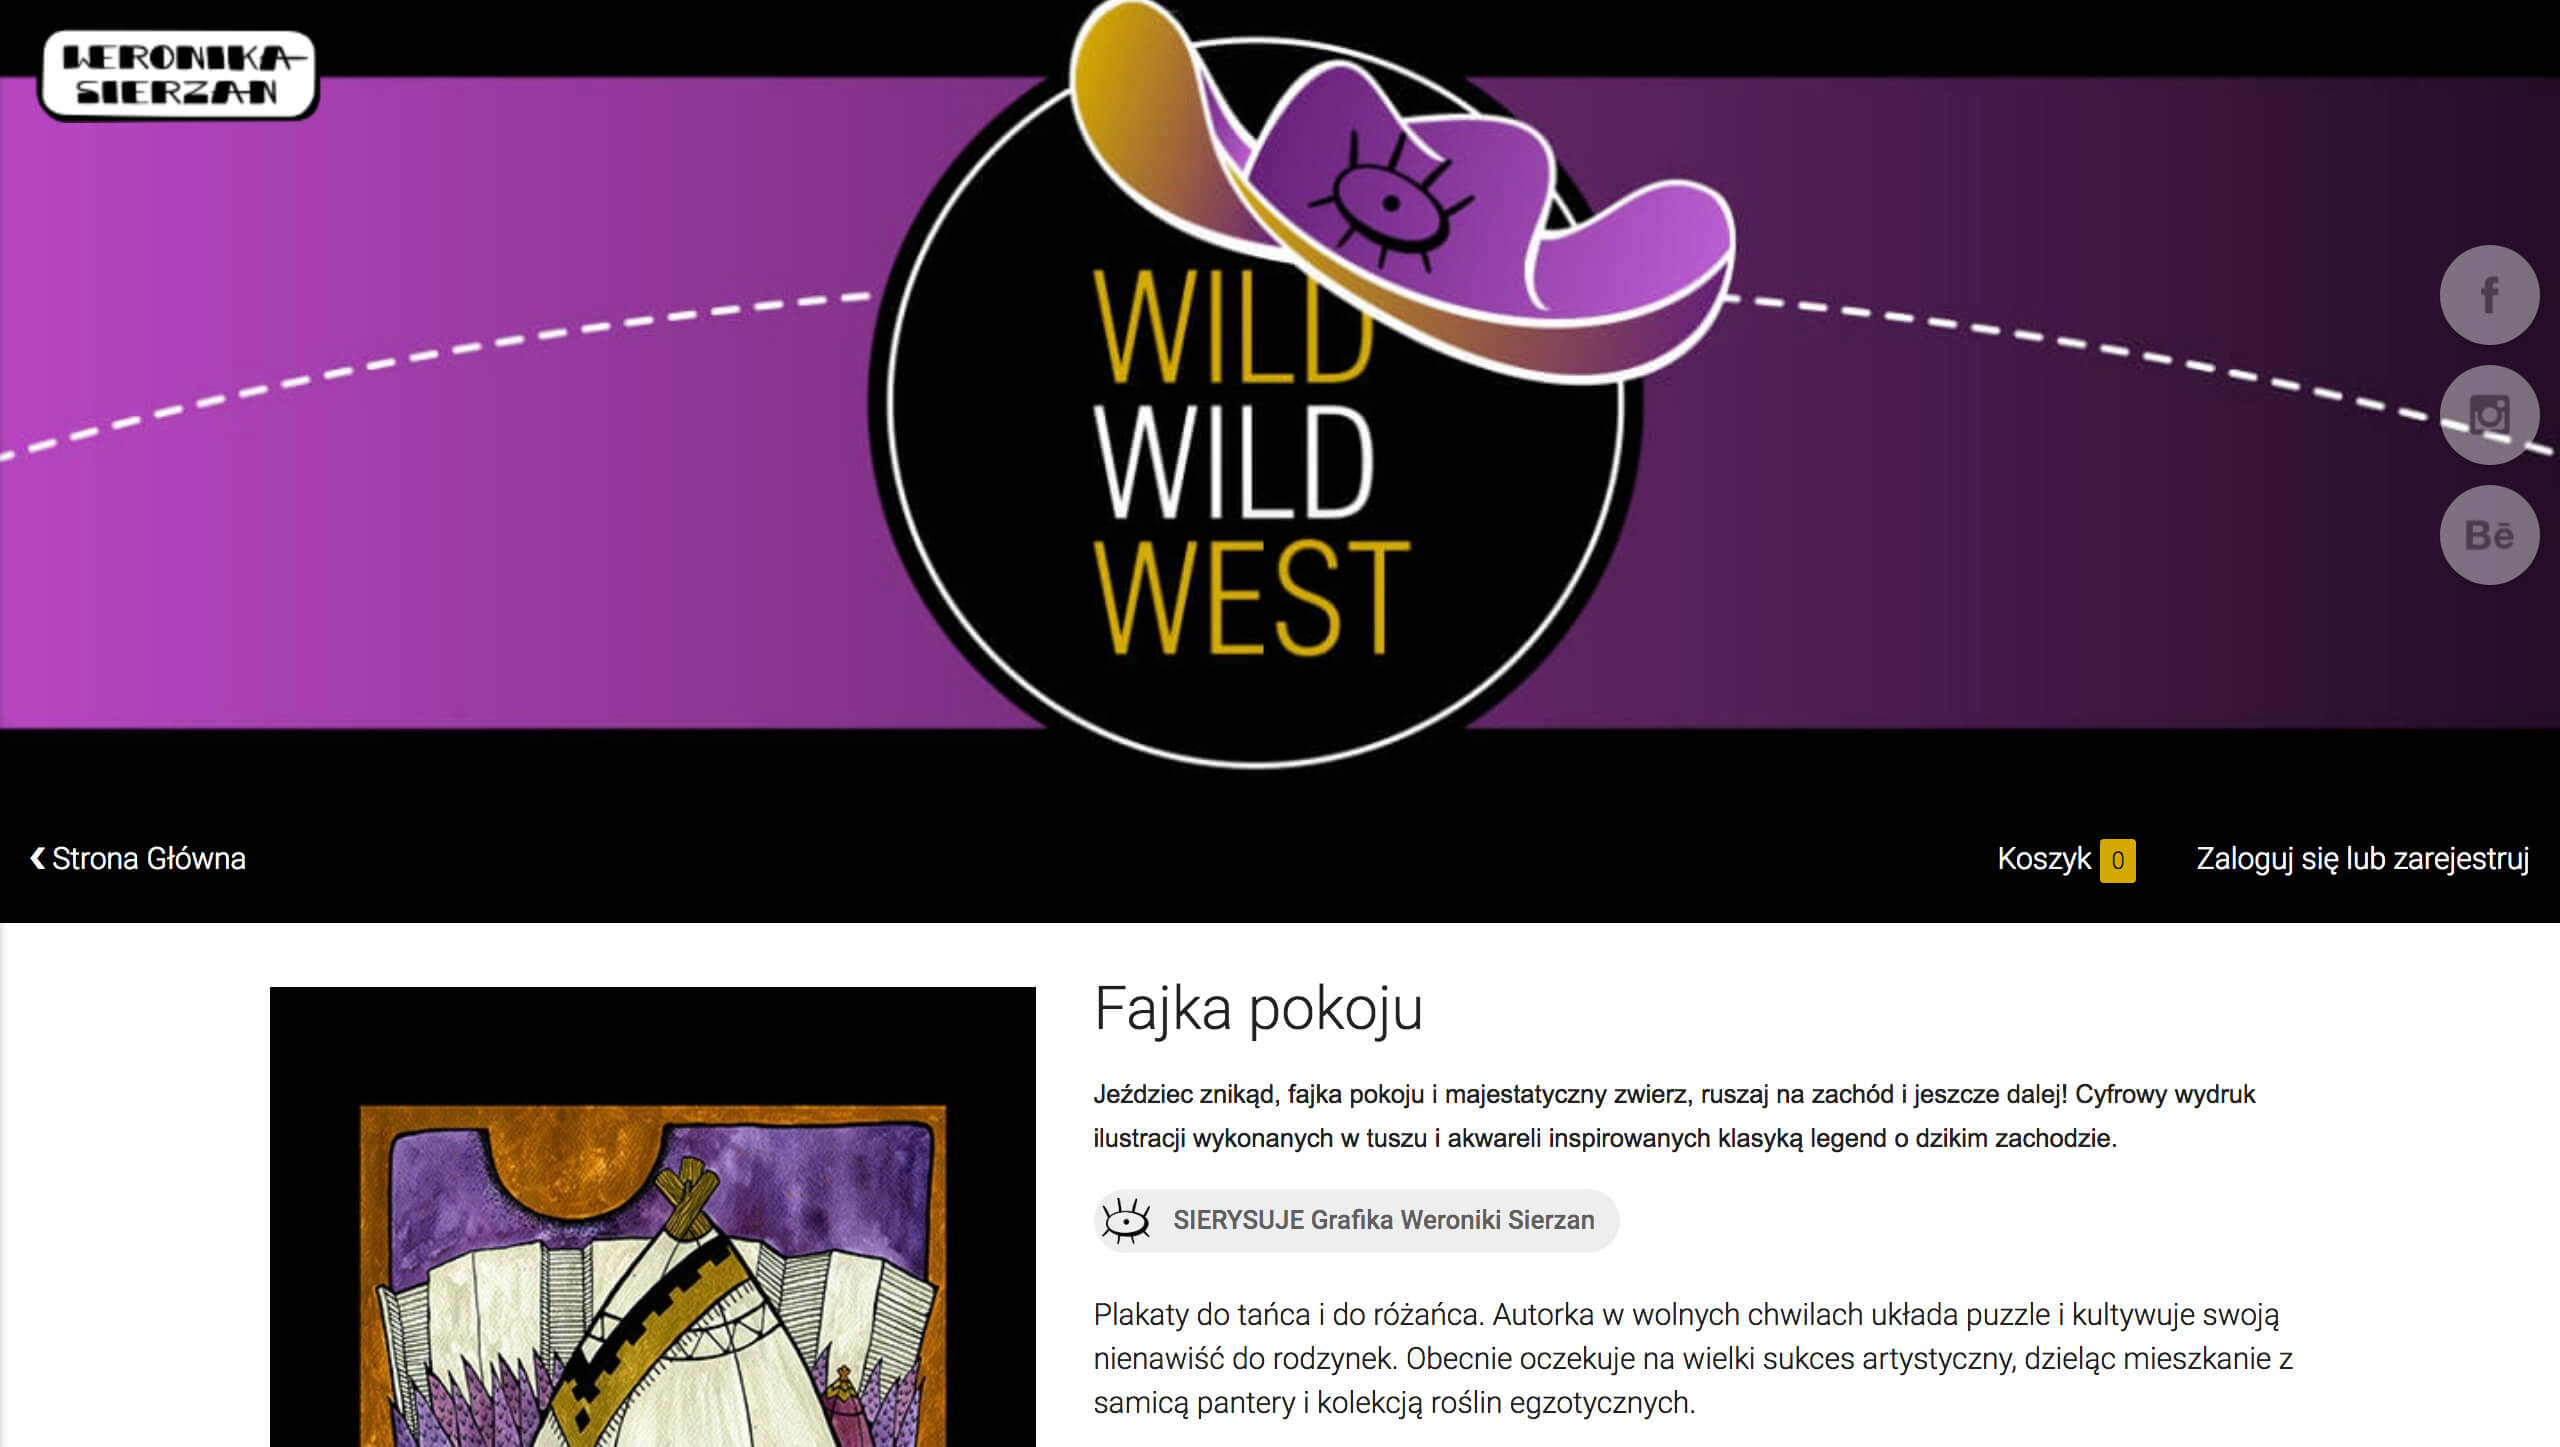 WERONIKA
SIERZAN
WILD
WILD
WEST
f
Bē
Strona Główna
Koszyk 0
Zaloguj się lub zarejestruj
Fajka pokoju
Jeździec znikąd, fajka pokoju i majestatyczny zwierz, ruszaj na zachód i jeszcze dalej! Cyfrowy wydruk
ilustracji wykonanych w tuszu i akwareli inspirowanych klasyką legend o dzikim zachodzie.
SIERYSUJE Grafika Weroniki Sierzan
Plakaty do tańca i do różańca. Autorka w wolnych chwilach układa puzzle i kultywuje swoją
nienawiść do rodzynek. Obecnie oczekuje na wielki sukces artystyczny, dzieląc mieszkanie z
samicą pantery i kolekcją roślin egzotycznych.